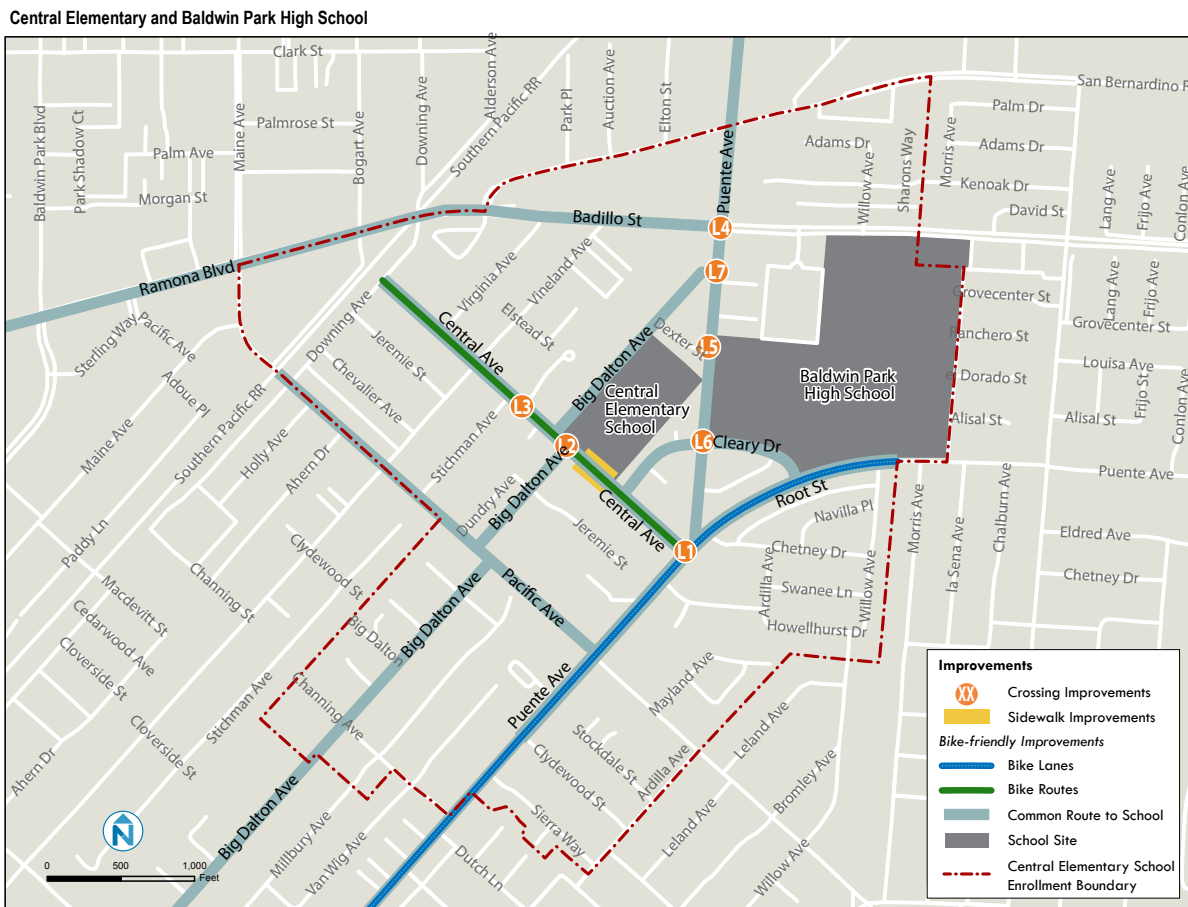 Central Elementary and Baldwin Park High School
Clark St
Alderson Ave
Downing Ave
Southern Pacific RR
Park Pl
Auction Ave
Elton St
Puente Ave
San Bernardino R
Palm Dr
Adams Dr
Adams Dr
Baldwin Park Blvd
Park Shadow Ct
Palmrose St
Maine Ave
Bogart Ave
Palm Ave
Morgan St
Willow Ave
Sharons Way
Morris Ave
Kenoak Dr
David St
Lang Ave
Frijo Ave
Conlon Ave
Badillo St
L4
Ramona Blvd
L7
Virginia Ave
Vineland Ave
Elstead St
Grovecenter St
Lang Ave
Frijo Ave
Grovecenter St
Sterling Way
Pacific Ave
Adoue Pl
Downing Ave
Jeremie St
Central Ave
Chevalier Ave
Big Dalton Ave
Dexter St
L5
Ranchero St
Louisa Ave
Baldwin Park
High School
Central
Elementary
School
Dorado St
Frijo St
Conlon Ave
Alisal St
Alisal St
L3
L2
L6
Cleary Dr
Maine Ave
Southern Pacific RR
Holly Ave
Ahern Dr
Stichman Ave
Big Dalton Ave
Dundry Ave
Central Ave
Jeremie St
Root St
Puente Ave
Navilla Pl
Morris Ave
la Sena Ave
Chalburn Ave
Eldred Ave
L1
Chetney Dr
Chetney Dr
Paddy Ln
Channing St
Clydewood St
Macdevitt St
Cedarwood Ave
Cloverside St
Pacific Ave
Ardilla Ave
Swanee Ln
Willow Ave
Howellhurst Dr
Big Dalton
Big Dalton Ave
Channing Ave
Stichman Ave
Cloverside St
Ahern Dr
Puente Ave
Mayland Ave
Leland Ave
Stockdale St
Clydewood St
Ardilla Ave
Bromley Ave
Leland Ave
Sierra Way
Willow Ave
Big Dalton Ave
Millbury Ave
Van Wig Ave
Dutch Ln
N
0 500 1,000
Feet
Improvements
XX Crossing Improvements
Sidewalk Improvements
Bike-friendly Improvements
Bike Lanes
Bike Routes
Common Route to School
School Site
Central Elementary School
Enrollment Boundary